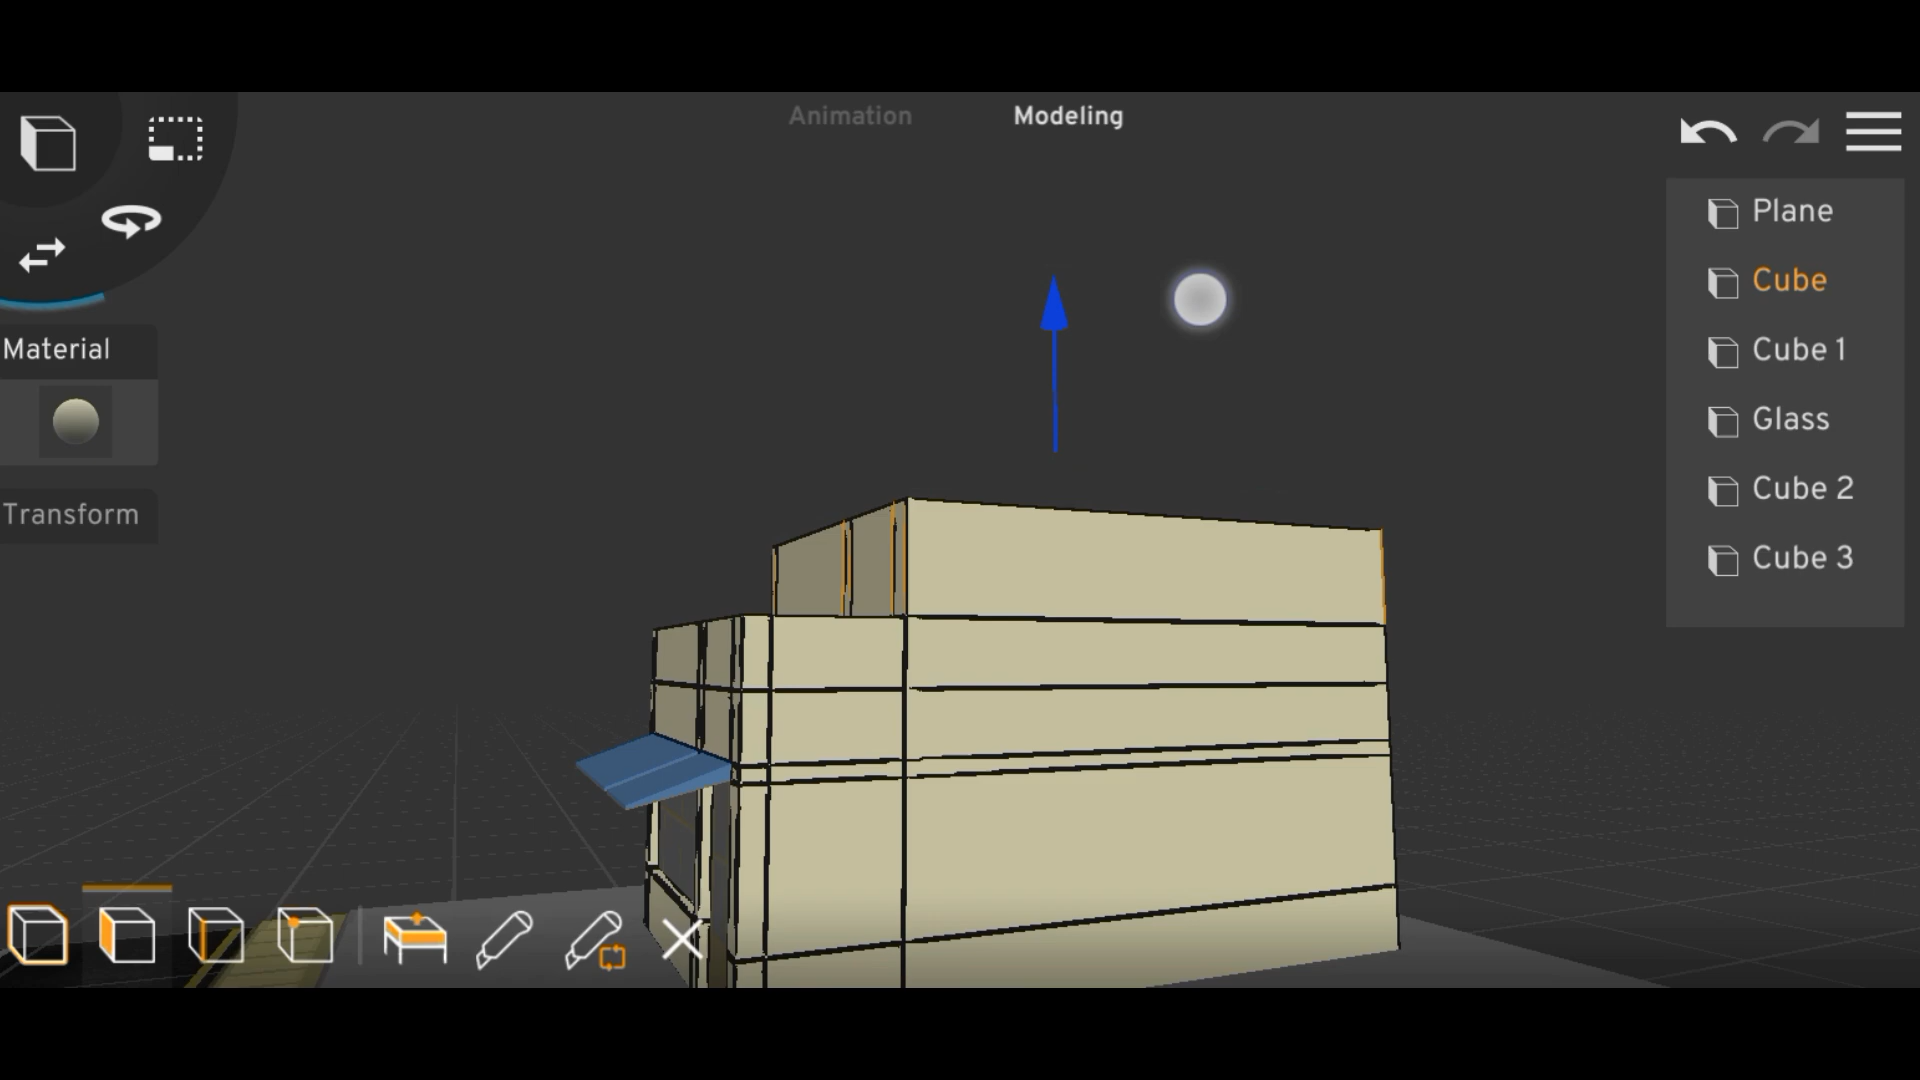 Animation
Modeling
Material
Transform
Plane
Cube
Cube 1
Glass
Cube 2
Cube 3